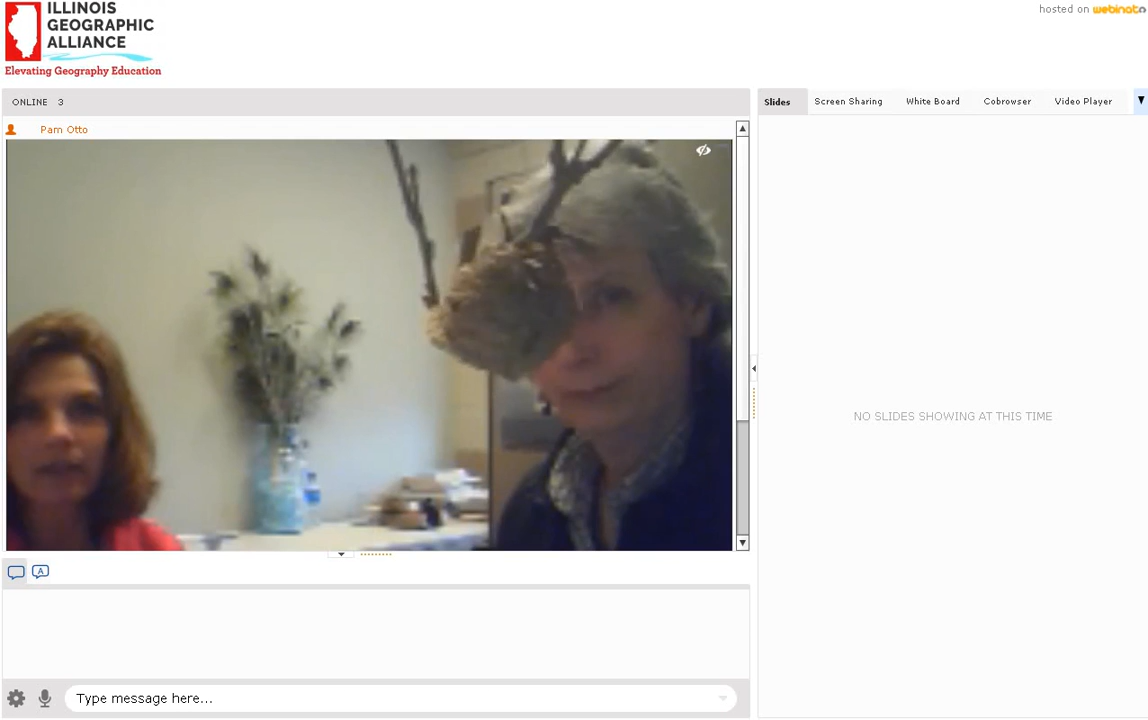 ILLINOIS
GEOGRAPHIC
ALLIANCE
Elevating Geography Education
hosted on webinato
ONLINE 3
Pam Otto
Slides Screen Sharing White Board Cobrowser Video Player
NO SLIDES SHOWING AT THIS TIME
A
Type message here...